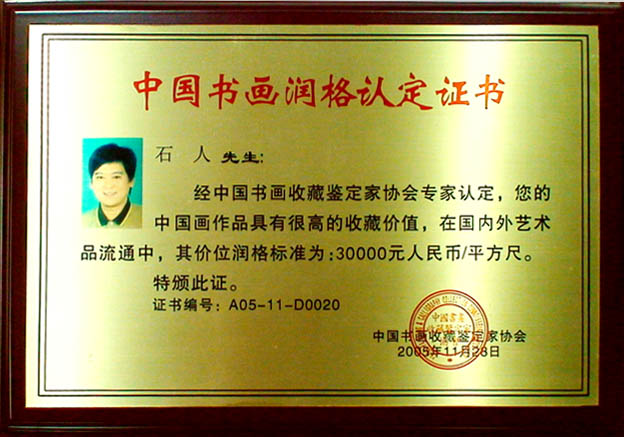 中国书画润格认定证书
石 人 先生:
经中国书画收藏鉴定家协会专家认定，您的
中国画作品具有很高的收藏价值，在国内外艺术
品流通中，其价位润格标准为:30000元人民币/平方尺。
特颁此证。
证书编号：A05-11-D0020
中国书画收藏鉴定家协会
2005年11月28日